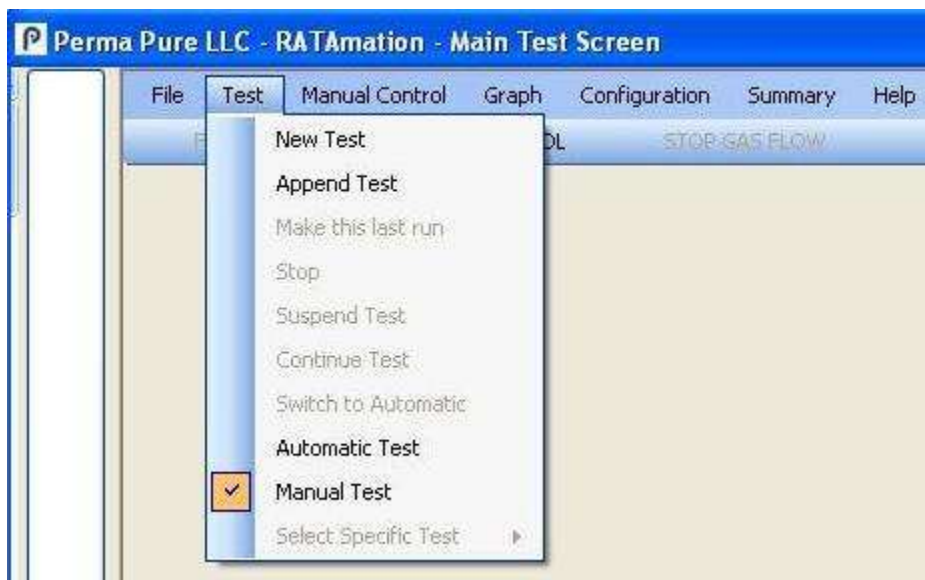 P Perma Pure LLC - RATAmation - Main Test Screen
File Test Manual Control Graph Configuration Summary Help
STOP GAS FLOW
New Test
Append Test
Make this last run
Stop
Suspend Test
Continue Test
Switch to Automatic
Automatic Test
Manual Test
Select Specific Test